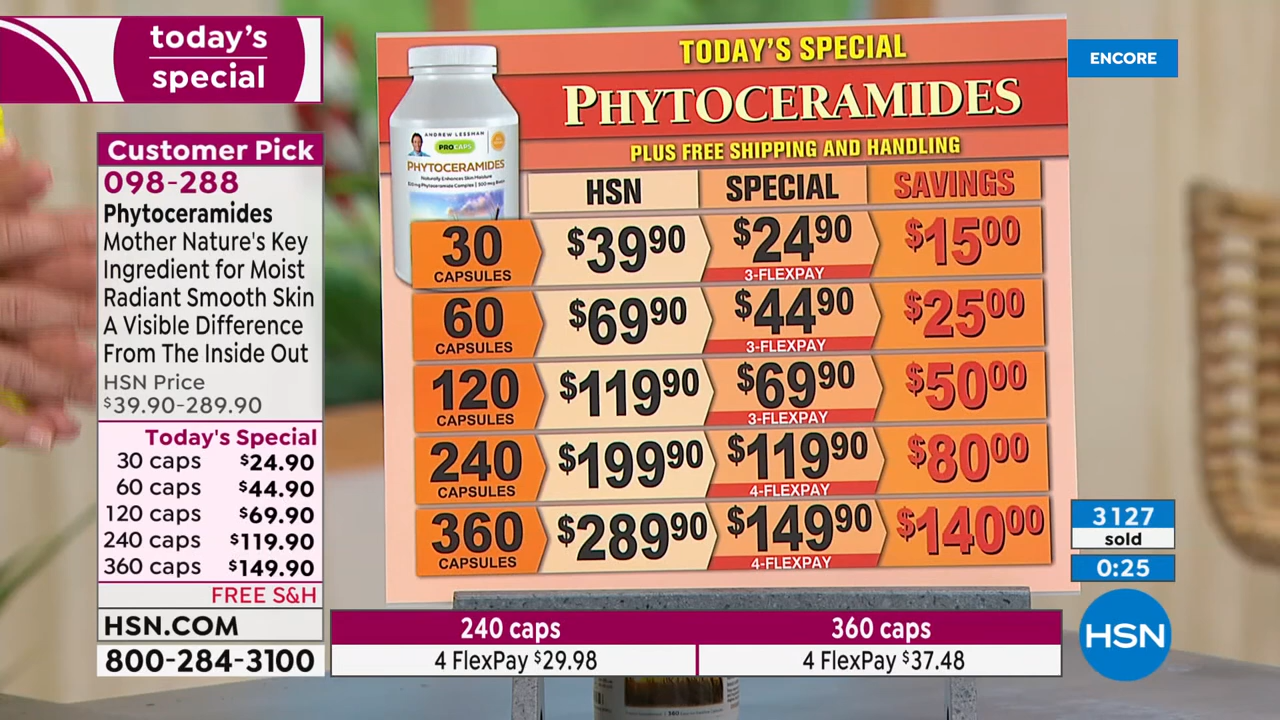 today's
special
Customer Pick
098-288
Phytoceramides
Mother Nature's Key
Ingredient for Moist
Radiant Smooth Skin
A Visible Difference
From The Inside Out
HSN Price
$39.90-289.90
Today's Special
30 caps $24.90
60 caps $44.90
120 caps $69.90
240 caps $119.90
360 caps $149.90
FREE S&H
HSN.COM
800-284-3100
TODAY'S SPECIAL
PHYTOCERAMIDES
PLUS FREE SHIPPING AND HANDLING
ANDREW LESSMAN
PROCAPS
PHYTOCERAMIDES
Naturally Enhances Skin Moisture
HSN SPECIAL SAVINGS
30 CAPSULES $39.90 $24.90 3-FLEXPAY $15.00
60 CAPSULES $69.90 $44.90 3-FLEXPAY $25.00
120 CAPSULES $119.90 $69.90 3-FLEXPAY $50.00
240 CAPSULES $199.90 $119.90 4-FLEXPAY $80.00
360 CAPSULES $289.90 $149.90 4-FLEXPAY $140.00
ENCORE
3127
sold
0:25
HSN
240 caps 360 caps
4 FlexPay $29.98 4 FlexPay $37.48